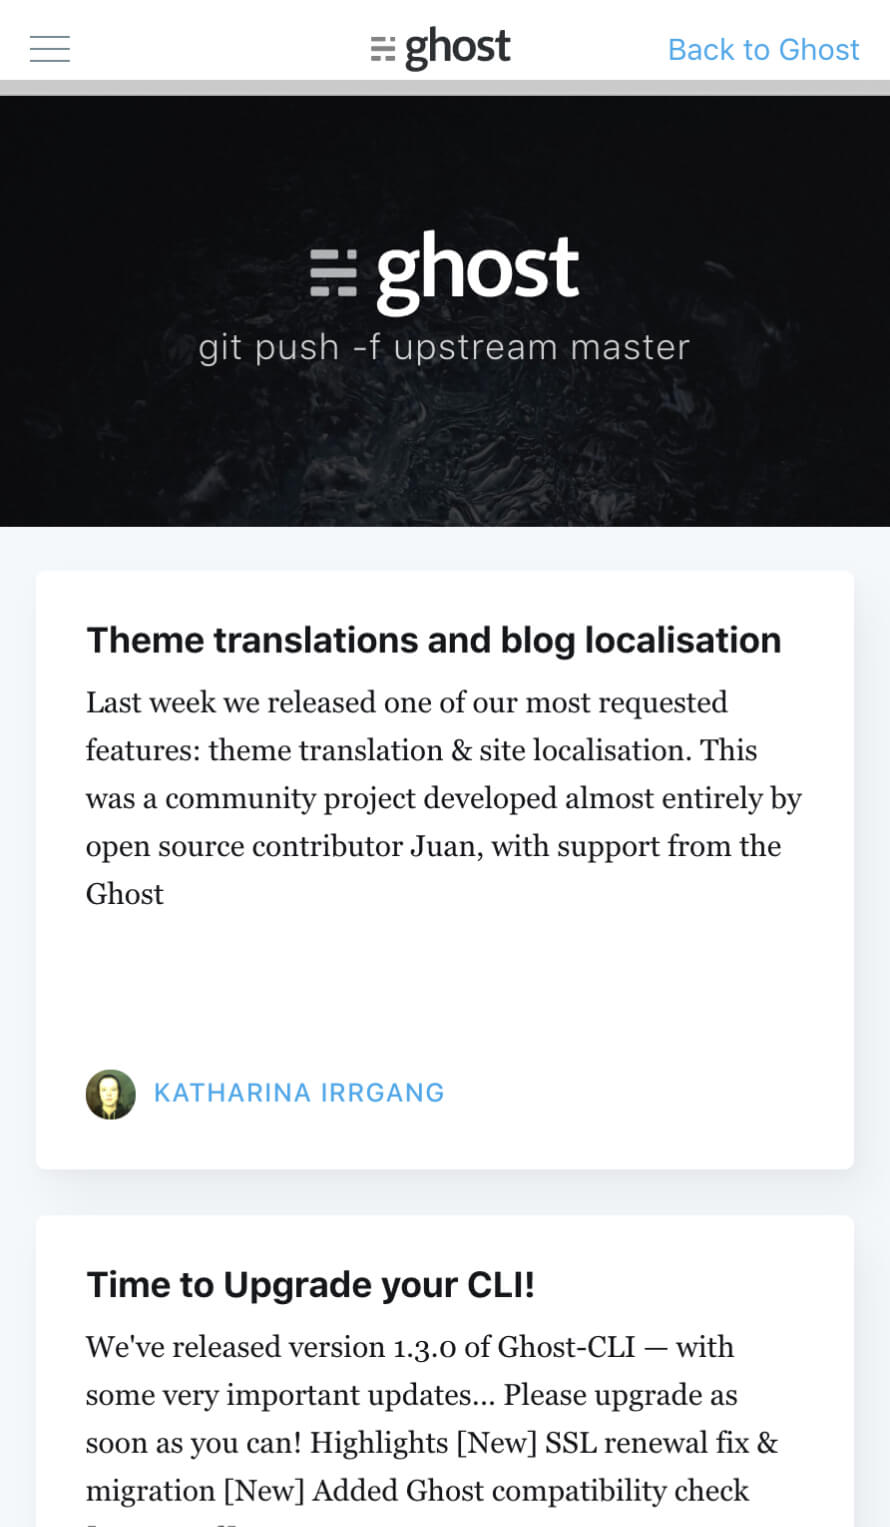 ghost
Back to Ghost
ghost
git push -f upstream master
Theme translations and blog localisation
Last week we released one of our most requested
features: theme translation & site localisation. This
was a community project developed almost entirely by
open source contributor Juan, with support from the
Ghost
KATHARINA IRRGANG
Time to Upgrade your CLI!
We've released version 1.3.0 of Ghost-CLI — with
some very important updates... Please upgrade as
soon as you can! Highlights [New] SSL renewal fix &
migration [New] Added Ghost compatibility check